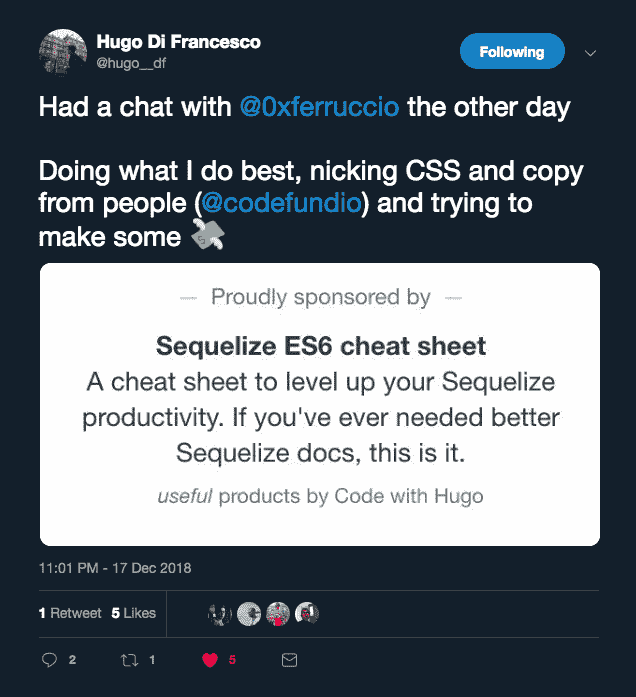 Hugo Di Francesco
@hugo__df
Following
Had a chat with @0xferruccio the other day
Doing what I do best, nicking CSS and copy
from people (@codefundio) and trying to
make some 💸
— Proudly sponsored by —
Sequelize ES6 cheat sheet
A cheat sheet to level up your Sequelize
productivity. If you've ever needed better
Sequelize docs, this is it.
useful products by Code with Hugo
11:01 PM - 17 Dec 2018
1 Retweet 5 Likes
2 1 5